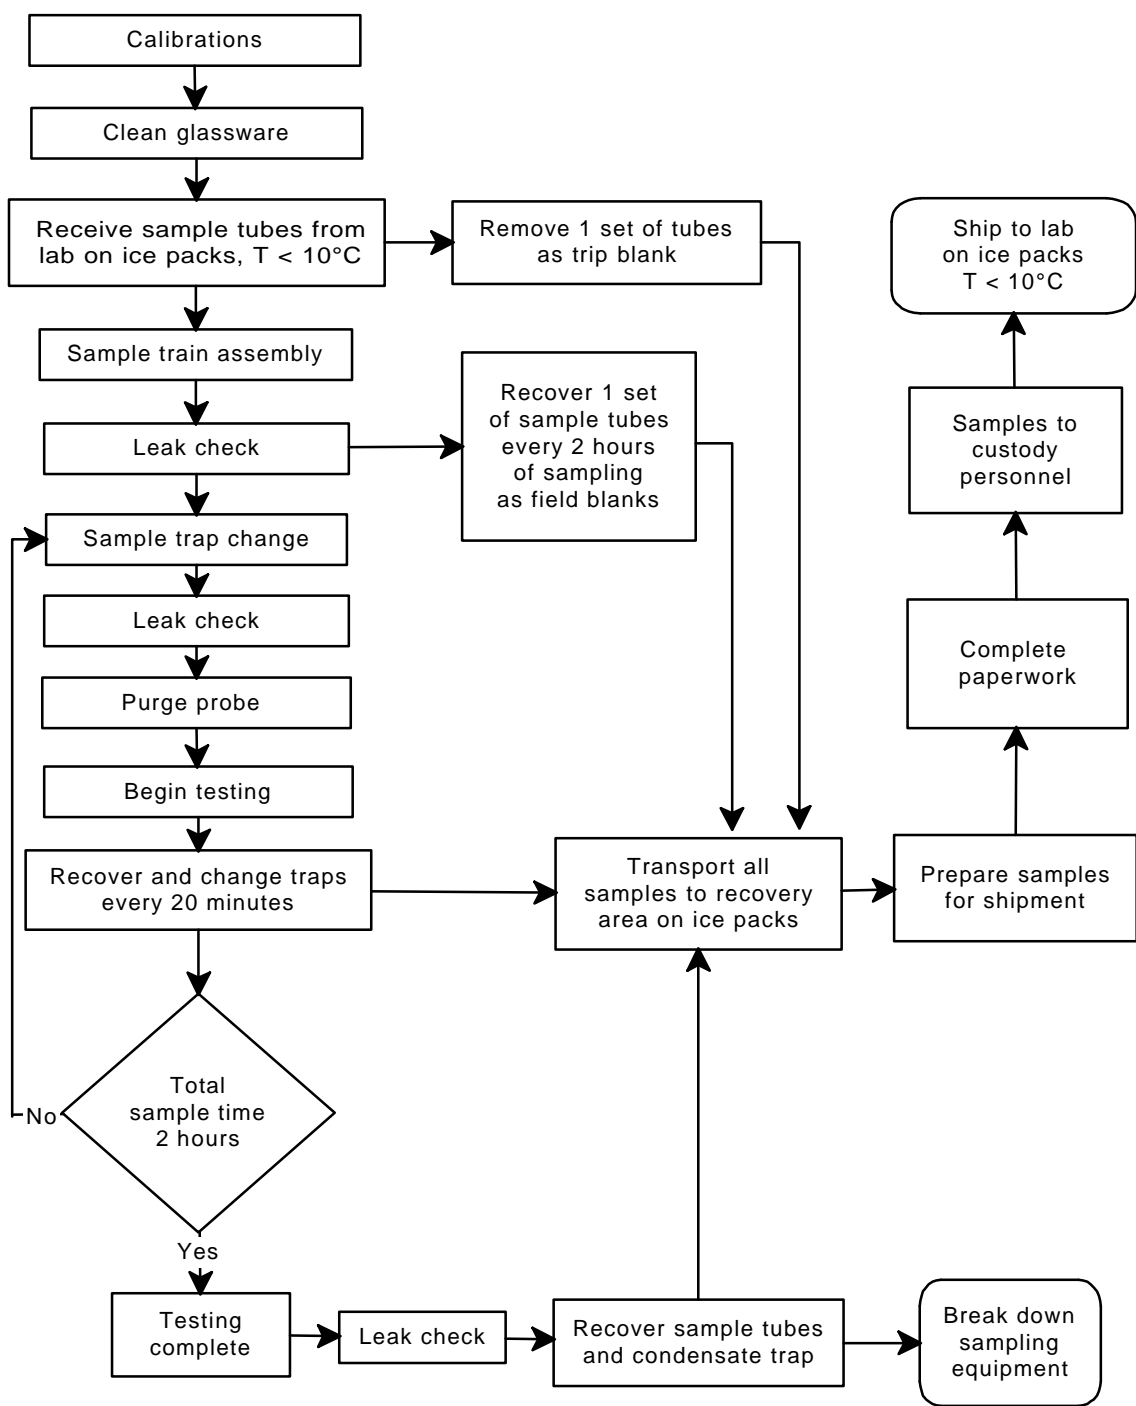 Calibrations
Clean glassware
Receive sample tubes from
lab on ice packs, T < 10°C
Remove 1 set of tubes
as trip blank
Ship to lab
on ice packs
T < 10°C
Sample train assembly
Recover 1 set
of sample tubes
every 2 hours
of sampling
as field blanks
Samples to
custody
personnel
Leak check
Sample trap change
Leak check
Complete
paperwork
Purge probe
Begin testing
Recover and change traps
every 20 minutes
Transport all
samples to recovery
area on ice packs
Prepare samples
for shipment
Total
sample time
2 hours
No
Yes
Testing
complete
Leak check
Recover sample tubes
and condensate trap
Break down
sampling
equipment